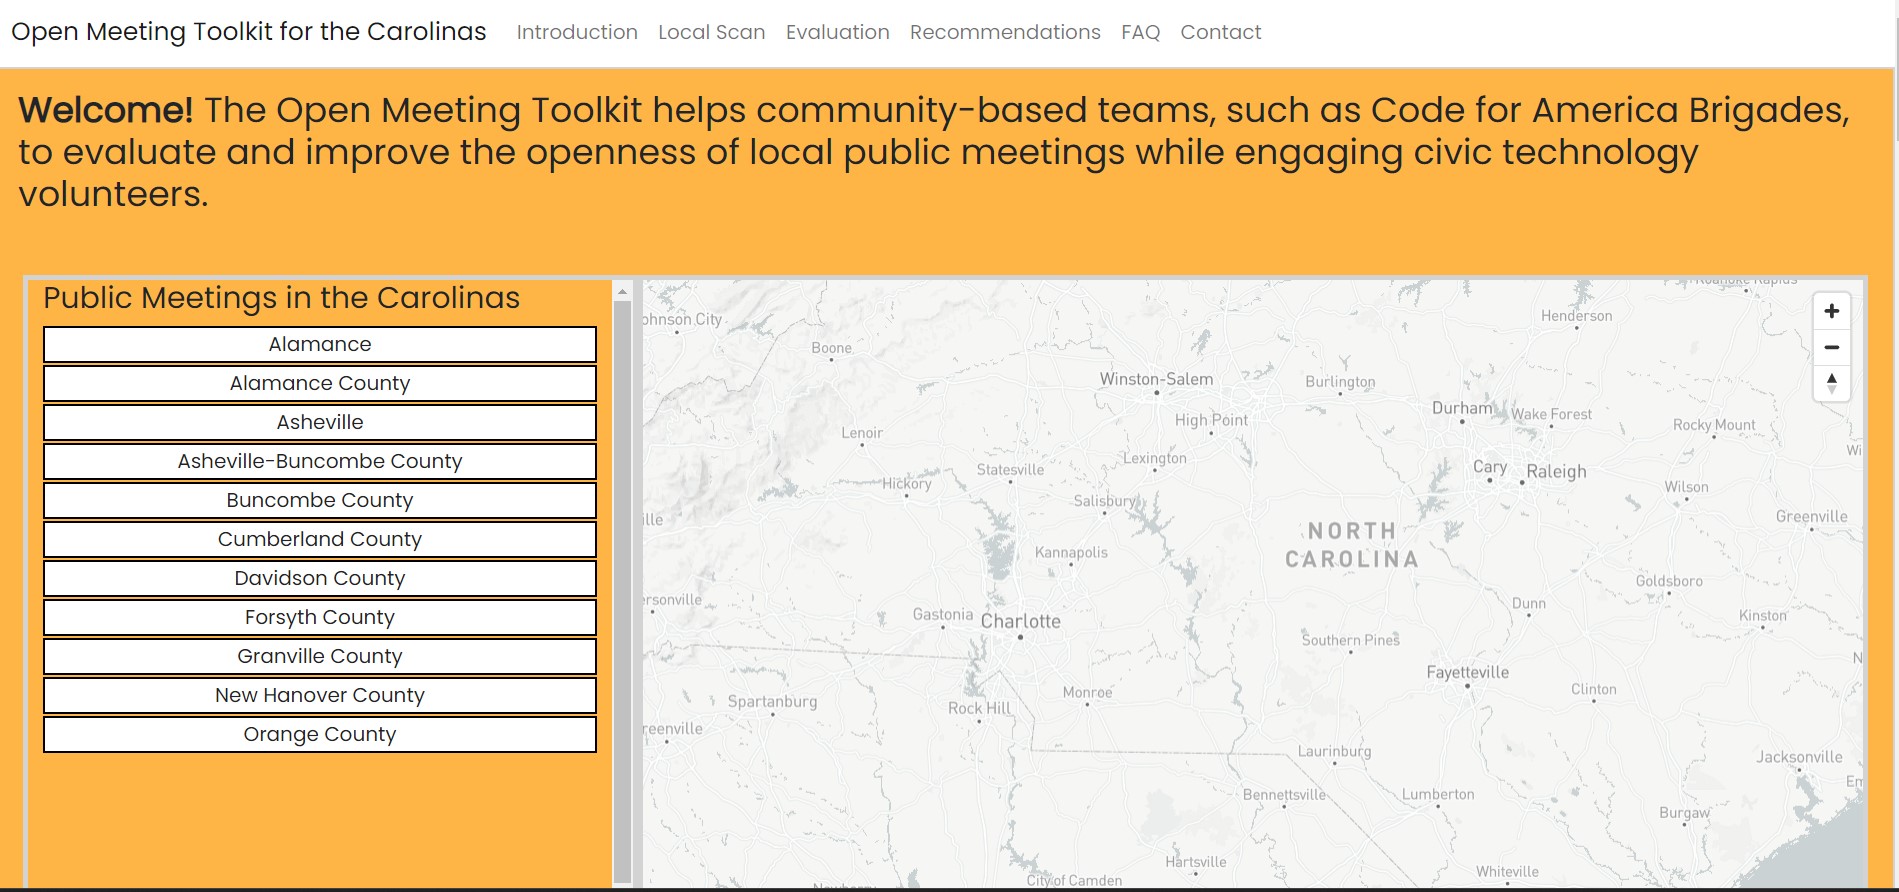 Open Meeting Toolkit for the Carolinas
Introduction
Local Scan
Evaluation
Recommendations
FAQ
Contact
Welcome! The Open Meeting Toolkit helps community-based teams, such as Code for America Brigades,
to evaluate and improve the openness of local public meetings while engaging civic technology
volunteers.
Public Meetings in the Carolinas
Alamance
Alamance County
Asheville
Asheville-Buncombe County
Buncombe County
Cumberland County
Davidson County
Forsyth County
Granville County
New Hanover County
Orange County
Henderson
Boone
Winston-Salem
Burlington
High Point
Durham
Wake Forest
Rocky Mount
Lenoir
Lexington
Statesville
Cary
Raleigh
Hickory
Salisbury
Wilson
Greenville
NORTH
CAROLINA
Kannapolis
Goldsboro
Dunn
Kinston
Gastonia
Charlotte
Southern Pines
Fayetteville
Clinton
Monroe
Spartanburg
Rock Hill
Laurinburg
Jacksonville
Bennettsville
Lumberton
Burgaw
Hartsville
Whiteville
City of Camden